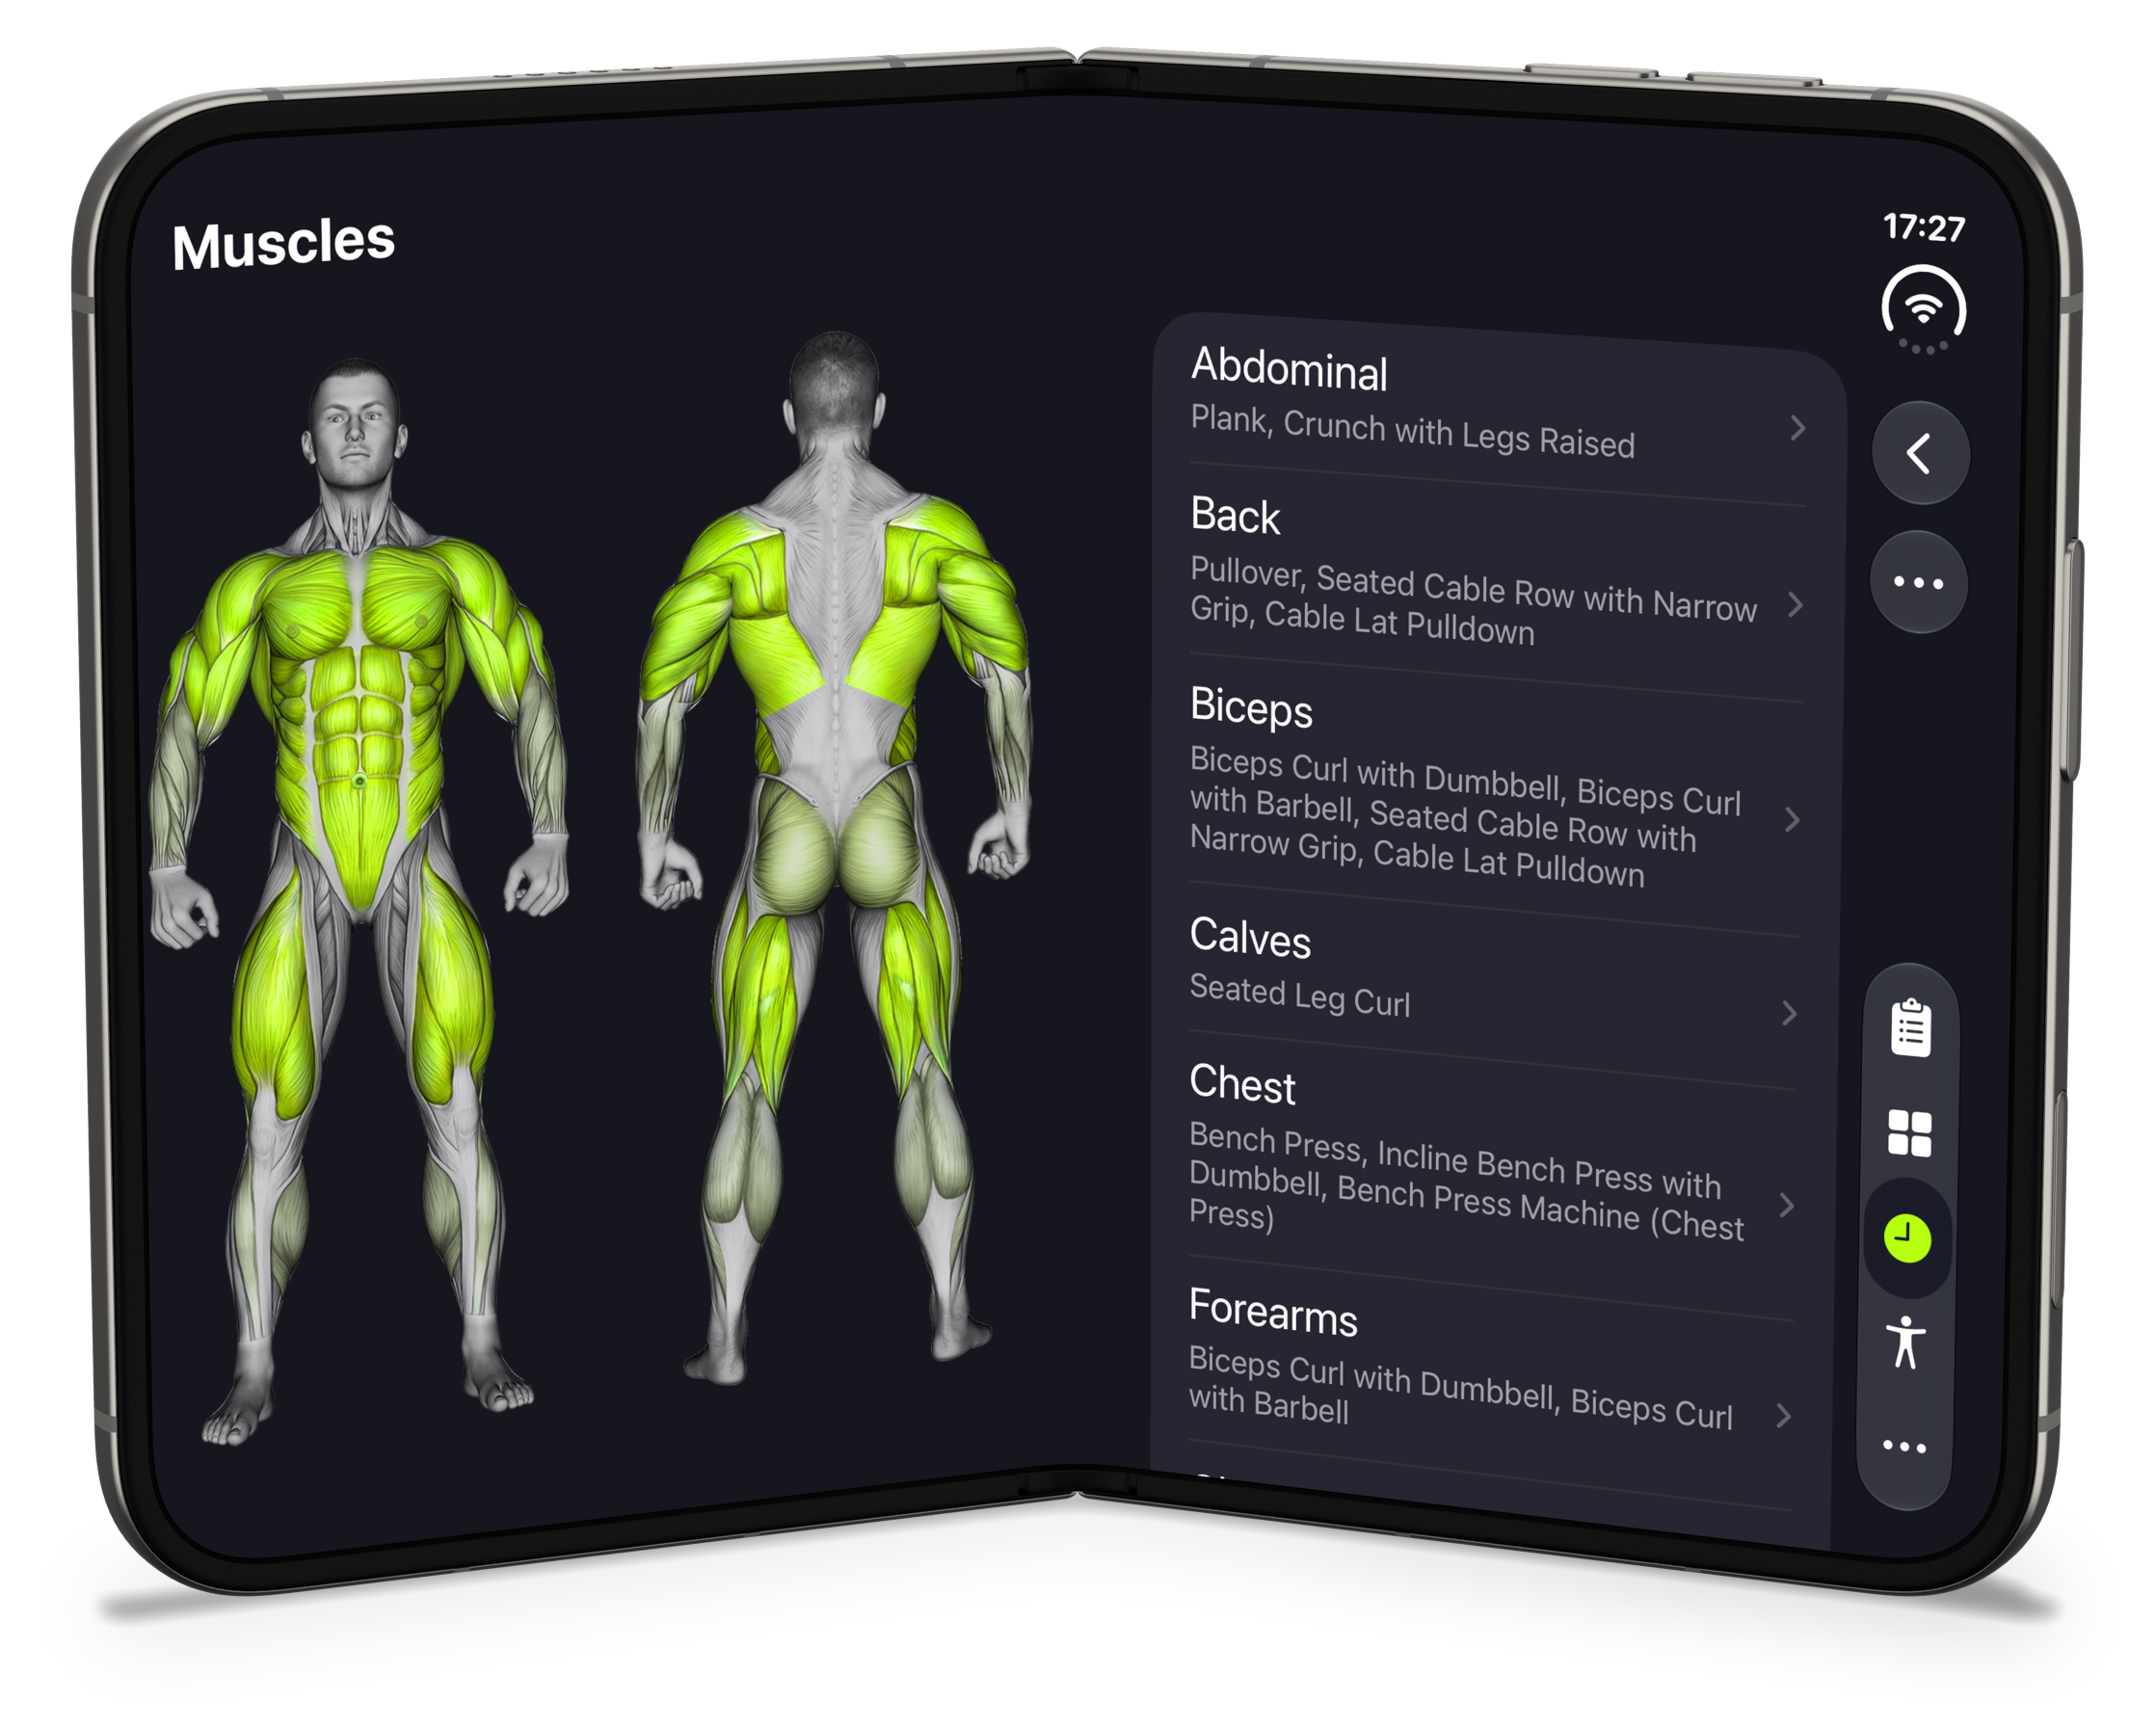 Muscles
17:27
Abdominal
Plank, Crunch with Legs Raised
Back
Pullover, Seated Cable Row with Narrow
Grip, Cable Lat Pulldown
Biceps
Biceps Curl with Dumbbell, Biceps Curl
with Barbell, Seated Cable Row with
Narrow Grip, Cable Lat Pulldown
Calves
Seated Leg Curl
Chest
Bench Press, Incline Bench Press with
Dumbbell, Bench Press Machine (Chest
Press)
Forearms
Biceps Curl with Dumbbell, Biceps Curl
with Barbell